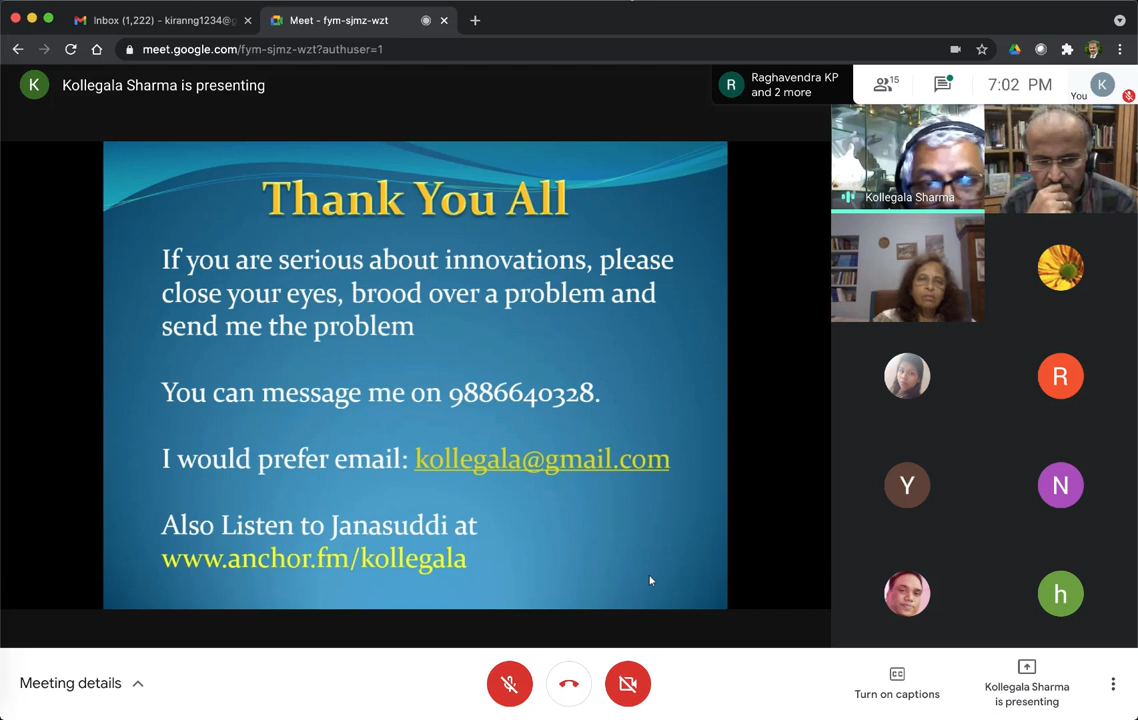 Inbox (1,222) - kiranng1234@g
Meet - fym-sjmz-wzt
meet.google.com/fym-sjmz-wzt?authuser=1
K
Kollegala Sharma is presenting
R
Raghavendra KP
and 2 more
15
7:02 PM
You
K
Thank You All
If you are serious about innovations, please
close your eyes, brood over a problem and
send me the problem
You can message me on 9886640328.
I would prefer email: kollegala@gmail.com
Also Listen to Janasuddi at
www.anchor.fm/kollegala
Kollegala Sharma
R
Y
N
h
Meeting details
CC
Turn on captions
Kollegala Sharma
is presenting